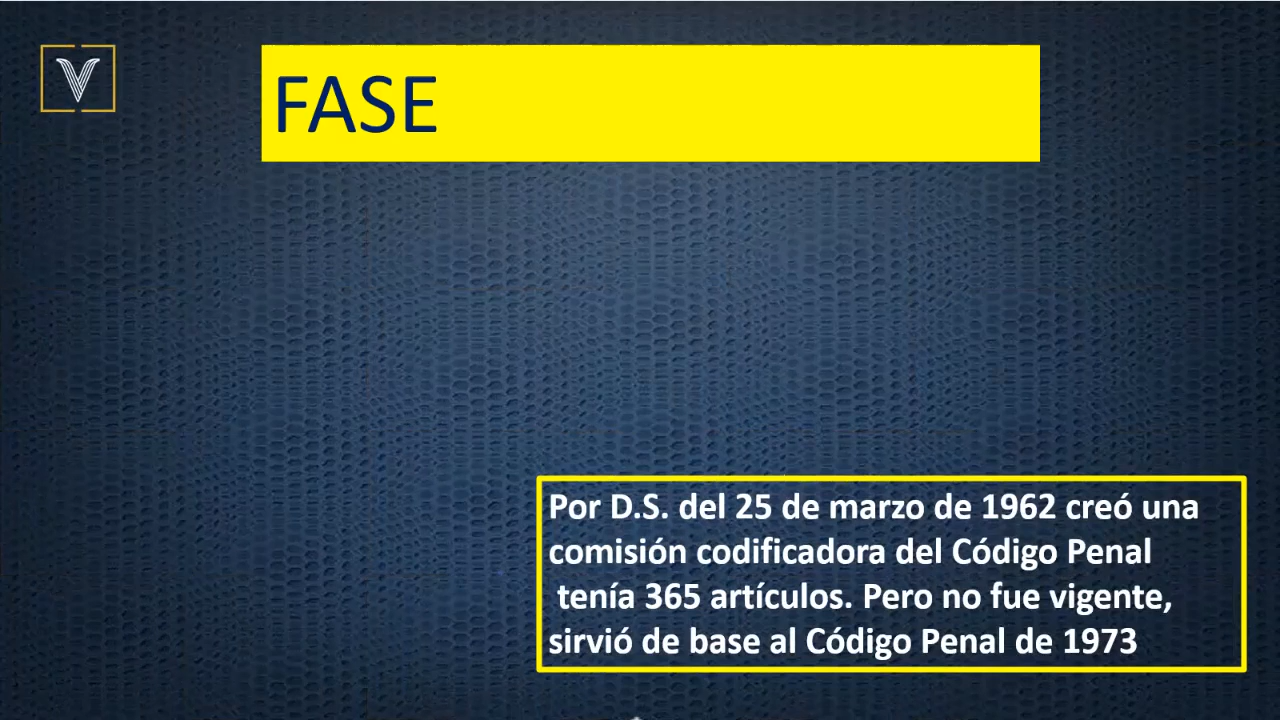 V
FASE
Por D.S. del 25 de marzo de 1962 creó una
comisión codificadora del Código Penal
tenía 365 artículos. Pero no fue vigente,
sirvió de base al Código Penal de 1973